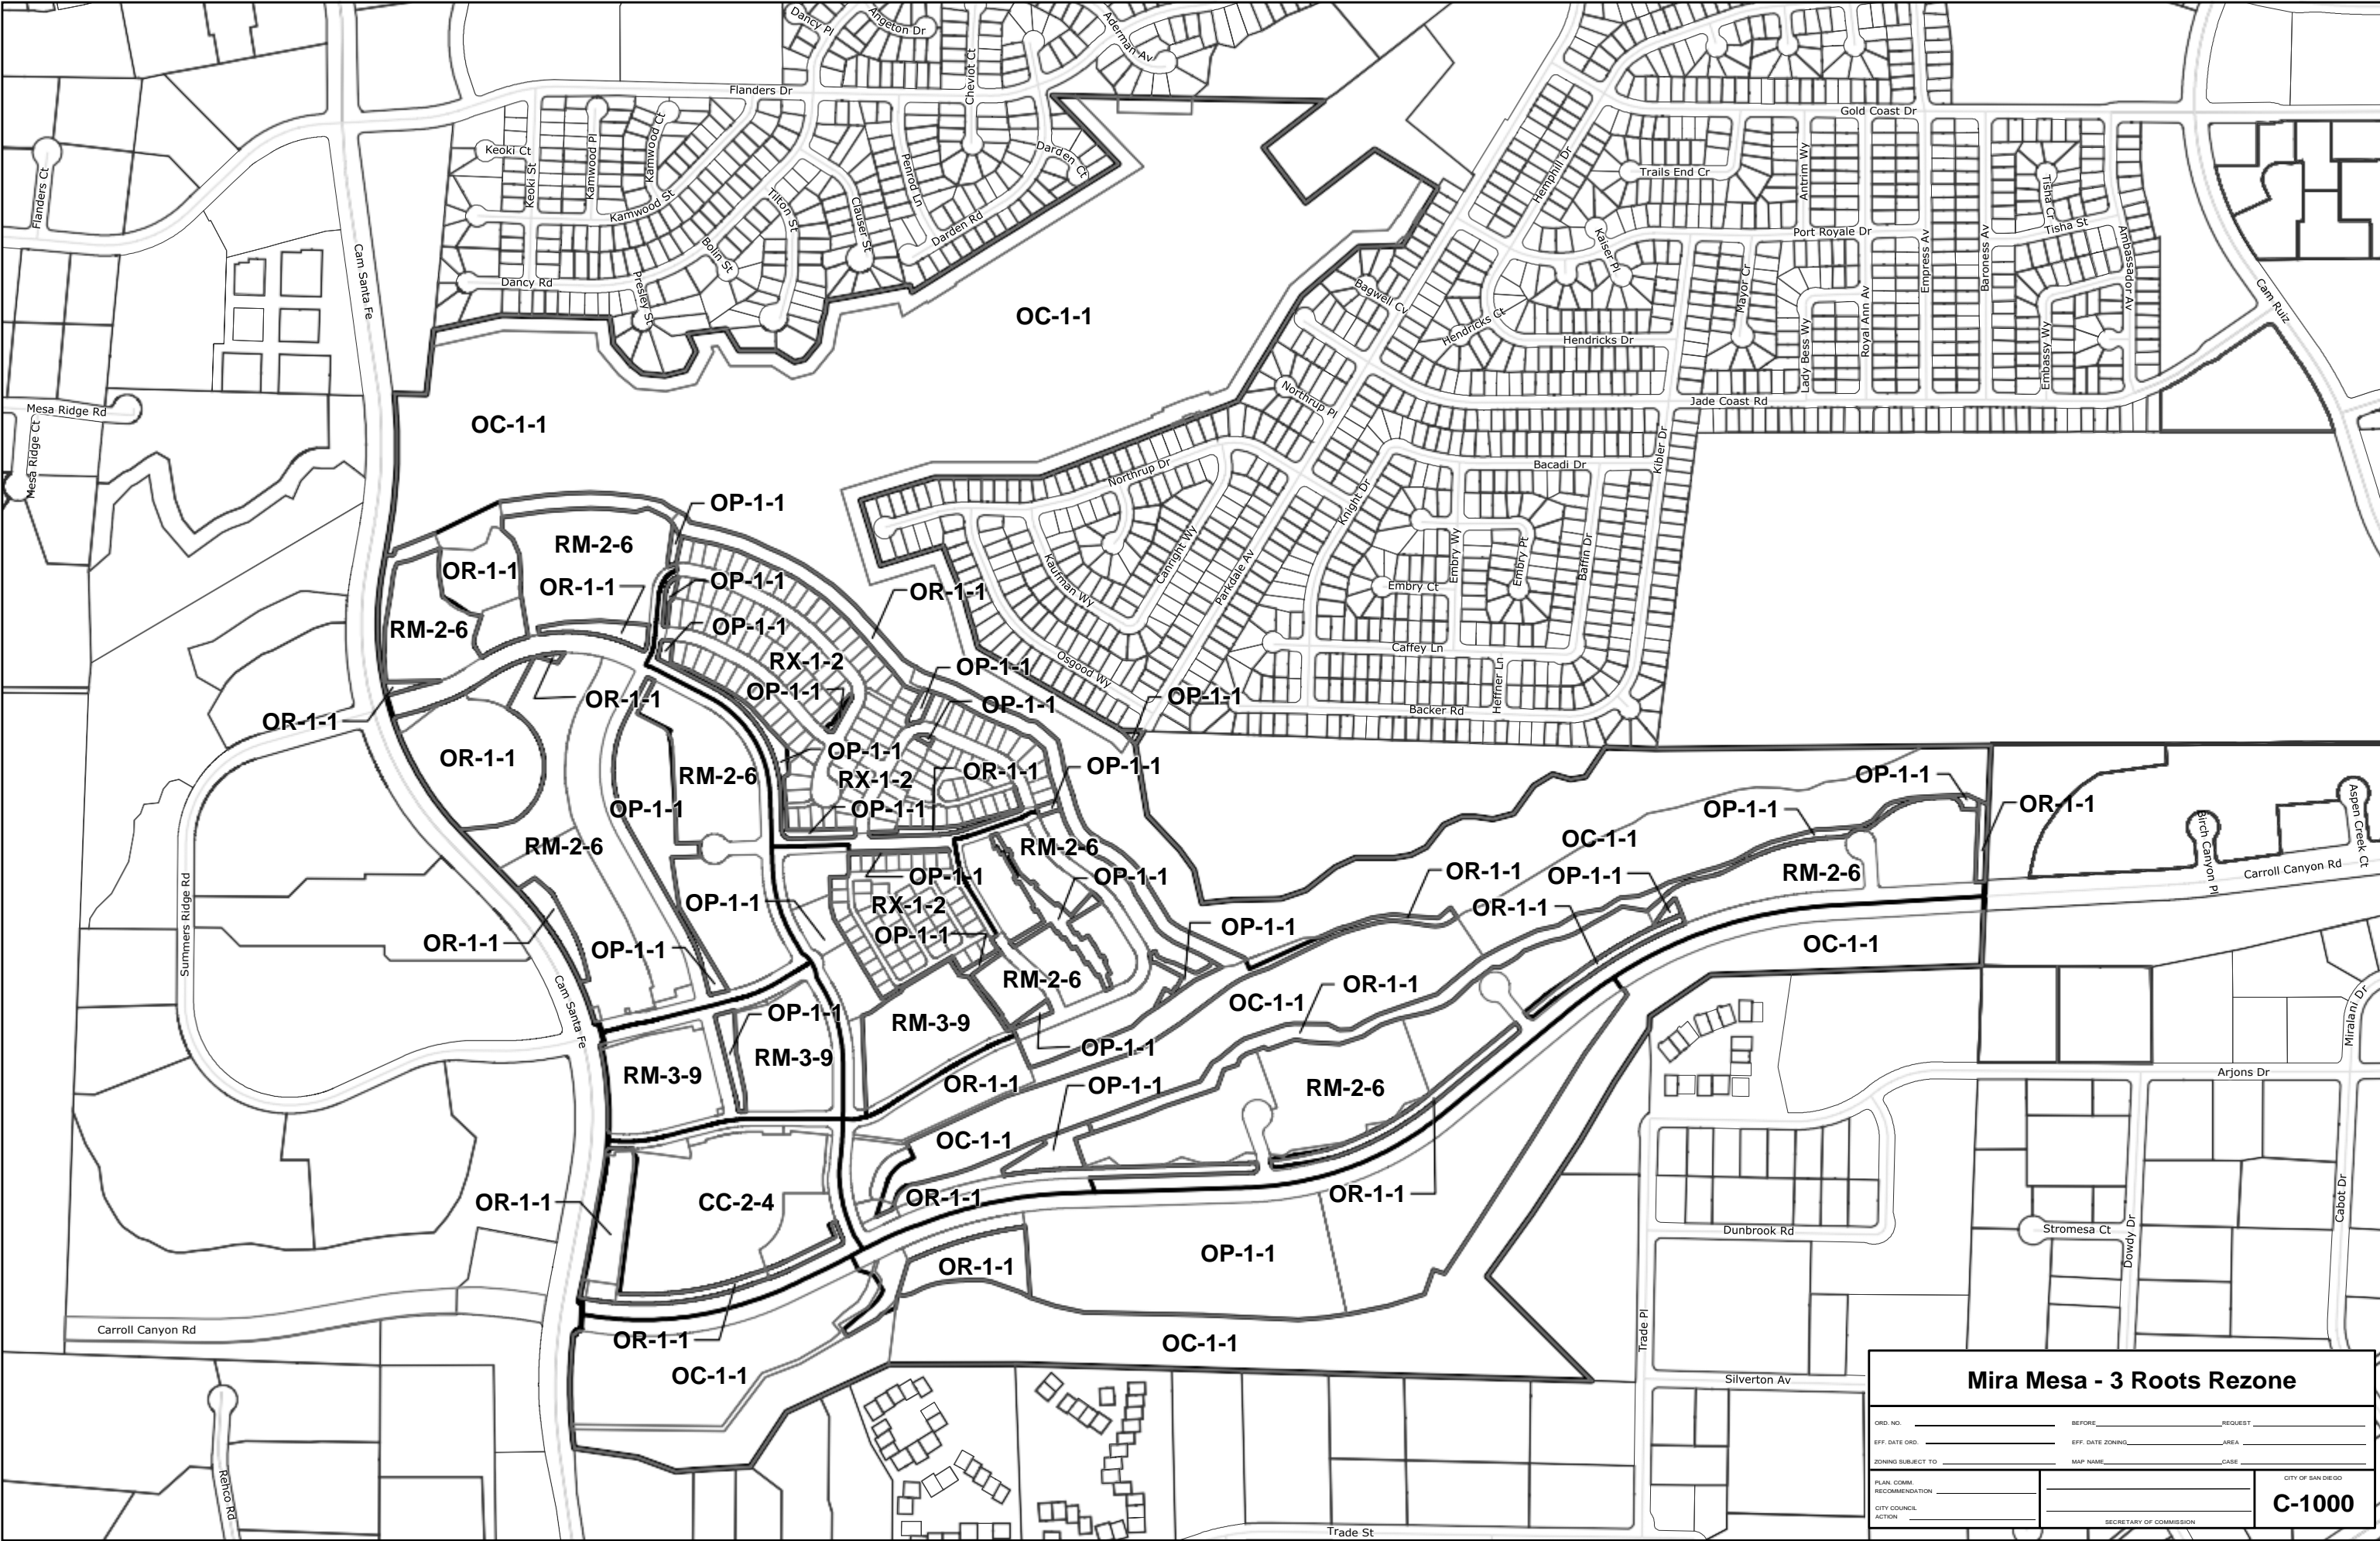 Dancy Pl
Angeton Dr
Cheviot Ct
Aderman Av
Flanders Dr
Gold Coast Dr
Keoki Ct
Keoki St
Kamwood Pl
Kamwood Ct
Kamwood St
Tilton St
Clauser St
Penrod Ln
Darden Ct
Darden Rd
Hemphill Dr
Trails End Cr
Antrim Wy
Tisha Cr
Tisha St
Flanders Ct
Cam Santa Fe
Bolin St
Presley St
Dancy Rd
Kaiser Pl
Port Royale Dr
Empress Av
Baroness Av
Ambassador Av
Cam Ruiz
Bagwell Cv
Hendricks Ct
Hendricks Dr
Mayor Cr
Lady Bess Wy
Royal Ann Av
Embassy Wy
OC-1-1
OC-1-1
Mesa Ridge Rd
Mesa Ridge Ct
Northrup Pl
Jade Coast Rd
Kibler Dr
Northrup Dr
Bacadi Dr
Knight Dr
Canright Wy
Kaufman Wy
Parkdale Av
Embry Wy
Embry Pt
Baffin Dr
Embry Ct
Caffey Ln
Osgood Wy
Heffner Ln
Backer Rd
OP-1-1
RM-2-6
OR-1-1
OR-1-1
OP-1-1
OR-1-1
RM-2-6
OP-1-1
RX-1-2
OP-1-1
OP-1-1
OR-1-1
OP-1-1
OP-1-1
OR-1-1
OR-1-1
OP-1-1
RX-1-2
OR-1-1
OP-1-1
RM-2-6
OP-1-1
OP-1-1
OP-1-1
OP-1-1
OR-1-1
OC-1-1
RM-2-6
RM-2-6
OP-1-1
OP-1-1
OR-1-1
OP-1-1
RM-2-6
Birch Canyon Pl
Aspen Creek Ct
Carroll Canyon Rd
Summers Ridge Rd
OP-1-1
RX-1-2
OR-1-1
OP-1-1
OP-1-1
OP-1-1
OR-1-1
OC-1-1
Cam Santa Fe
RM-2-6
OC-1-1
OR-1-1
OP-1-1
RM-3-9
RM-3-9
RM-3-9
OP-1-1
OR-1-1
OP-1-1
RM-2-6
OC-1-1
Miralani Dr
Arjons Dr
OR-1-1
CC-2-4
OR-1-1
OR-1-1
Cabot Dr
Dunbrook Rd
Stromesa Ct
Dowdy Dr
OR-1-1
OP-1-1
Carroll Canyon Rd
OR-1-1
OC-1-1
OC-1-1
Trade Pl
Silverton Av
Rehco Rd
Trade St
Mira Mesa - 3 Roots Rezone
ORD. NO. BEFORE REQUEST
EFF. DATE ORD. EFF. DATE ZONING AREA
ZONING SUBJECT TO MAP NAME CASE
PLAN. COMM.
RECOMMENDATION
CITY COUNCIL
ACTION
SECRETARY OF COMMISSION
CITY OF SAN DIEGO
C-1000